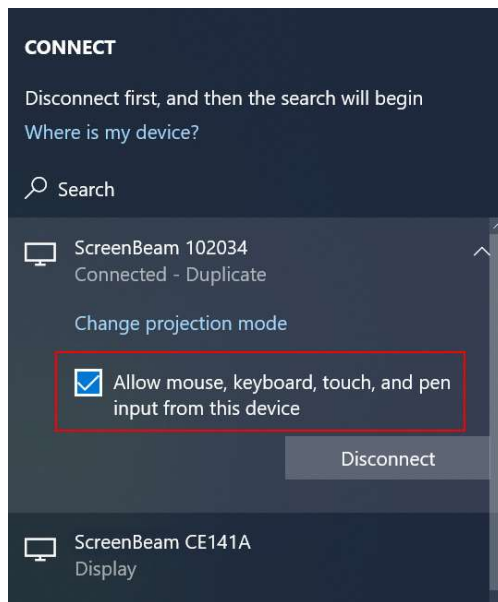 CONNECT
Disconnect first, and then the search will begin
Where is my device?
Search
ScreenBeam 102034
Connected - Duplicate
Change projection mode
Allow mouse, keyboard, touch, and pen
input from this device
Disconnect
ScreenBeam CE141A
Display